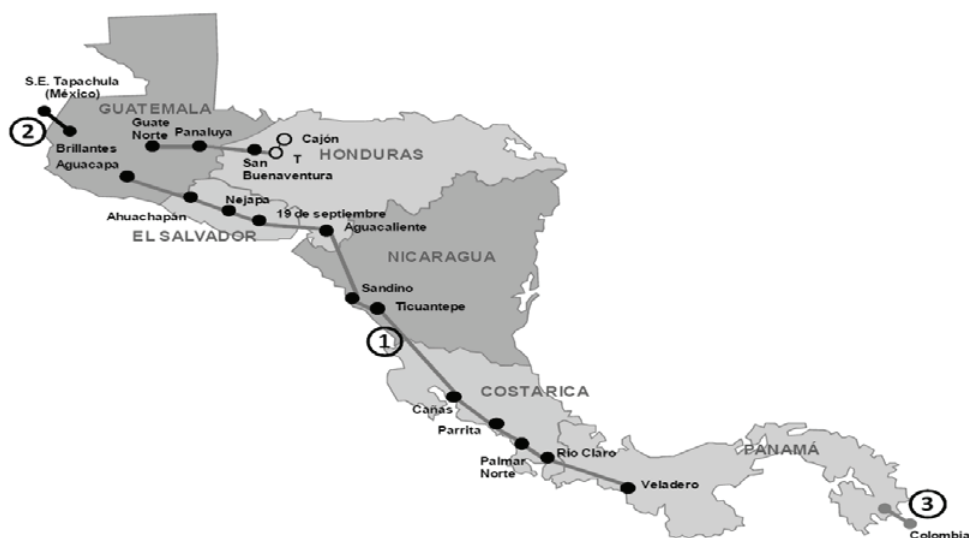 S.E. Tapachula
(México)
GUATEMALA
2
Guate
Norte
Panaluya
Cajón
Brillantes
T
HONDURAS
San
Buenaventura
Aguacapa
Nejapa
Ahuachapán
19 de septiembre
Aguacaliente
EL SALVADOR
NICARAGUA
Sandino
Ticuantepe
1
COSTARICA
Cañas
Parrita
PANAMÁ
Palmar
Norte
Rio Claro
Veladero
3
Colombia